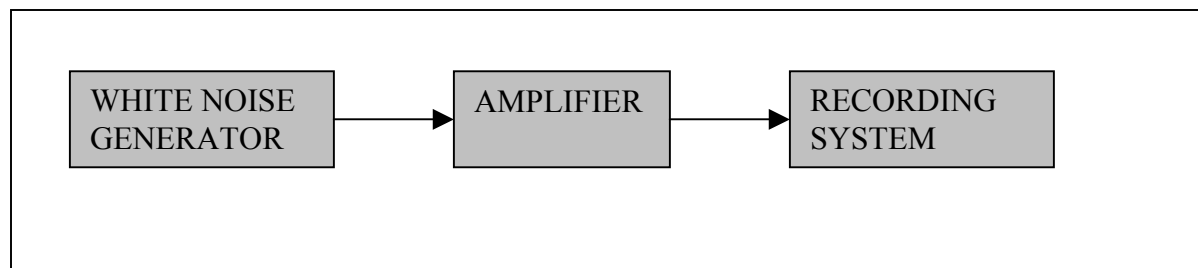 WHITE NOISE
GENERATOR
AMPLIFIER
RECORDING
SYSTEM